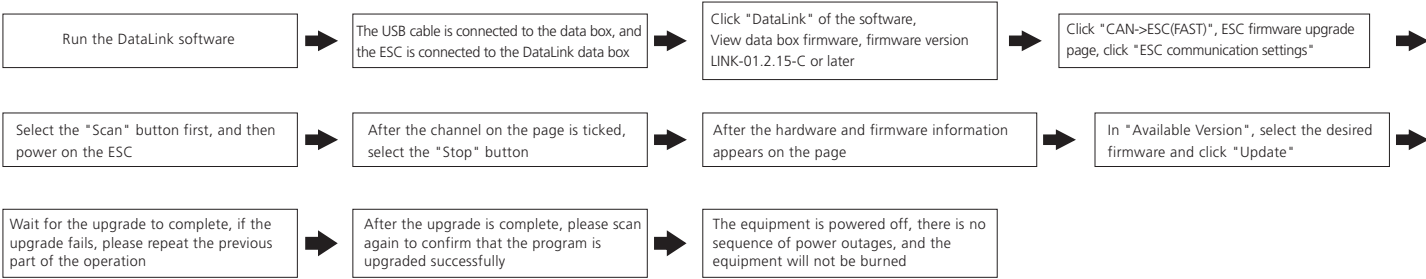 Run the DataLink software
The USB cable is connected to the data box, and
the ESC is connected to the DataLink data box
Click "DataLink" of the software,
View data box firmware, firmware version
LINK-01.2.15-C or later
Click "CAN->ESC(FAST)", ESC firmware upgrade
page, click "ESC communication settings"
Select the "Scan" button first, and then
power on the ESC
After the channel on the page is ticked,
select the "Stop" button
After the hardware and firmware information
appears on the page
In "Available Version", select the desired
firmware and click "Update"
Wait for the upgrade to complete, if the
upgrade fails, please repeat the previous
part of the operation
After the upgrade is complete, please scan
again to confirm that the program is
upgraded successfully
The equipment is powered off, there is no
sequence of power outages, and the
equipment will not be burned